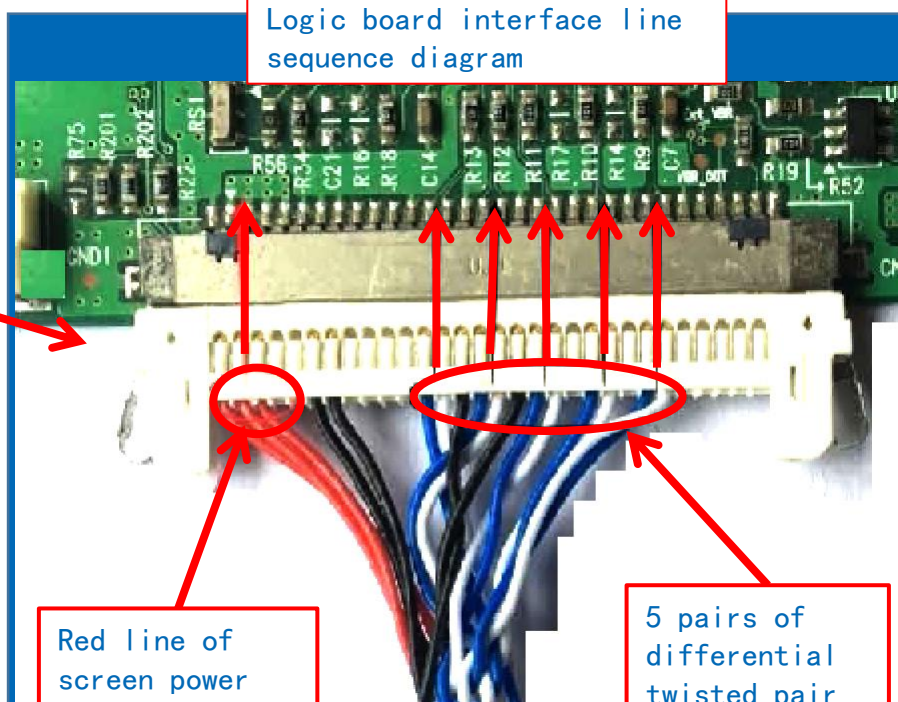 Logic board interface line
sequence diagram
R75
R201
R202
R22
RS1
R56
R34
C21
R16
R18
C14
R13
R12
R11
R17
R10
R14
R9
C7
R19
R52
GND1
Red line of
screen power
5 pairs of
differential
twisted pair